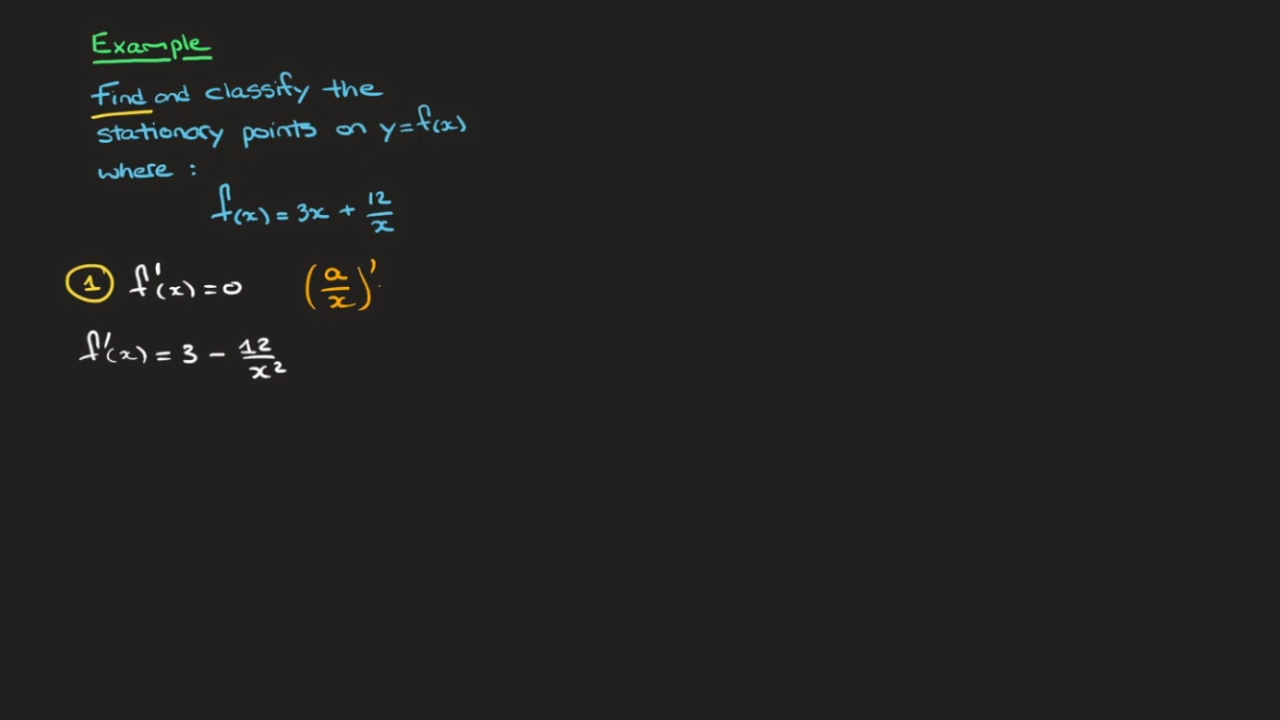 Example
Find and classify the
stationary points on y=f(x)
where :
f(x) = 3x + 12/x
1 f'(x) = 0 (a/x)'
f'(x) = 3 - 12/x²